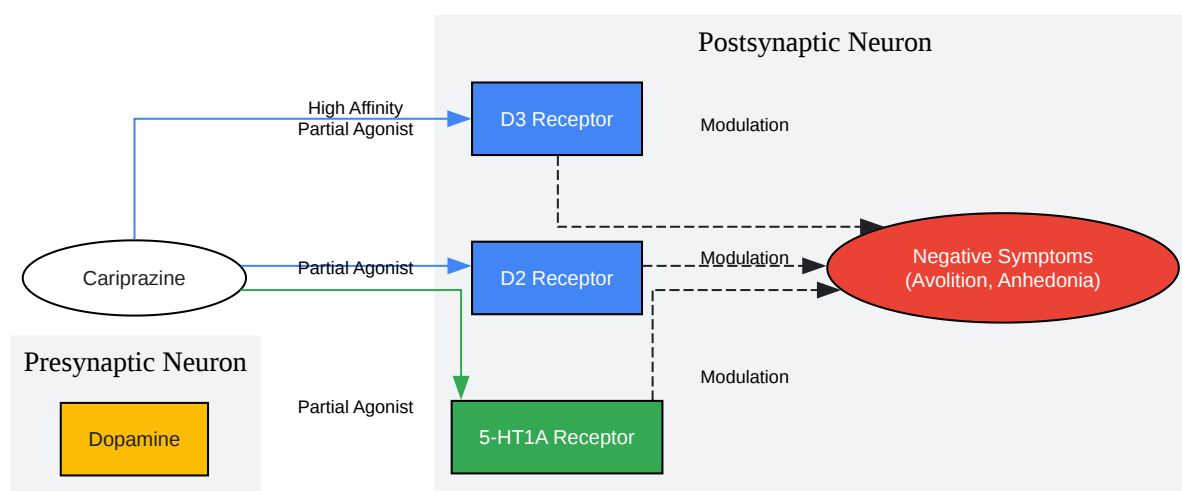 Postsynaptic Neuron
High Affinity
Partial Agonist
D3 Receptor
Modulation
Cariprazine
Partial Agonist
D2 Receptor
Modulation
Negative Symptoms
(Avolition, Anhedonia)
Presynaptic Neuron
Dopamine
Partial Agonist
5-HT1A Receptor
Modulation